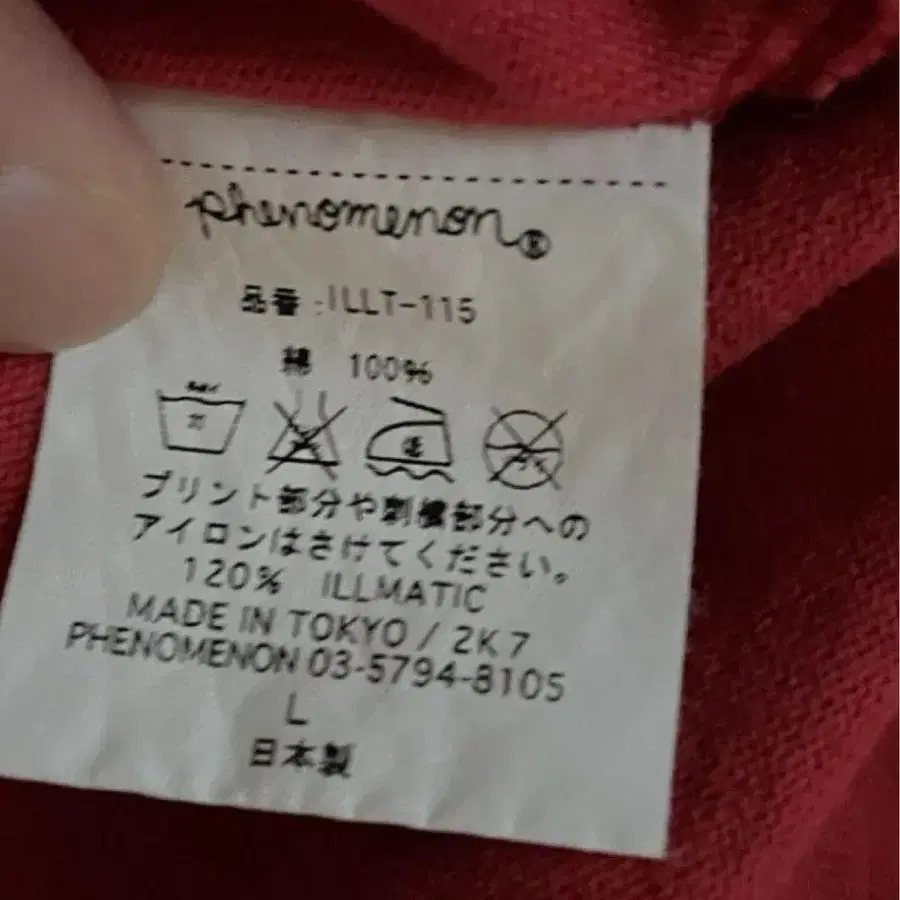 phenomenon®
品番:ILLT-115
綿 100%
プリント部分や刺繍部分への
アイロンはさけてください。
120% ILLMATIC
MADE IN TOKYO / 2K7
PHENOMENON 03-5794-8105
L
日本製